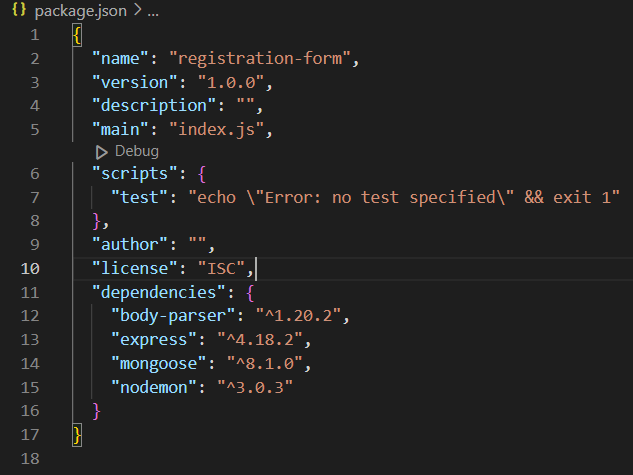 {} package.json > ...
1 {
2 "name": "registration-form",
3 "version": "1.0.0",
4 "description": "",
5 "main": "index.js",
Debug
6 "scripts": {
7 "test": "echo \"Error: no test specified\" && exit 1"
8 },
9 "author": "",
10 "license": "ISC",
11 "dependencies": {
12 "body-parser": "^1.20.2",
13 "express": "^4.18.2",
14 "mongoose": "^8.1.0",
15 "nodemon": "^3.0.3"
16 }
17 }
18